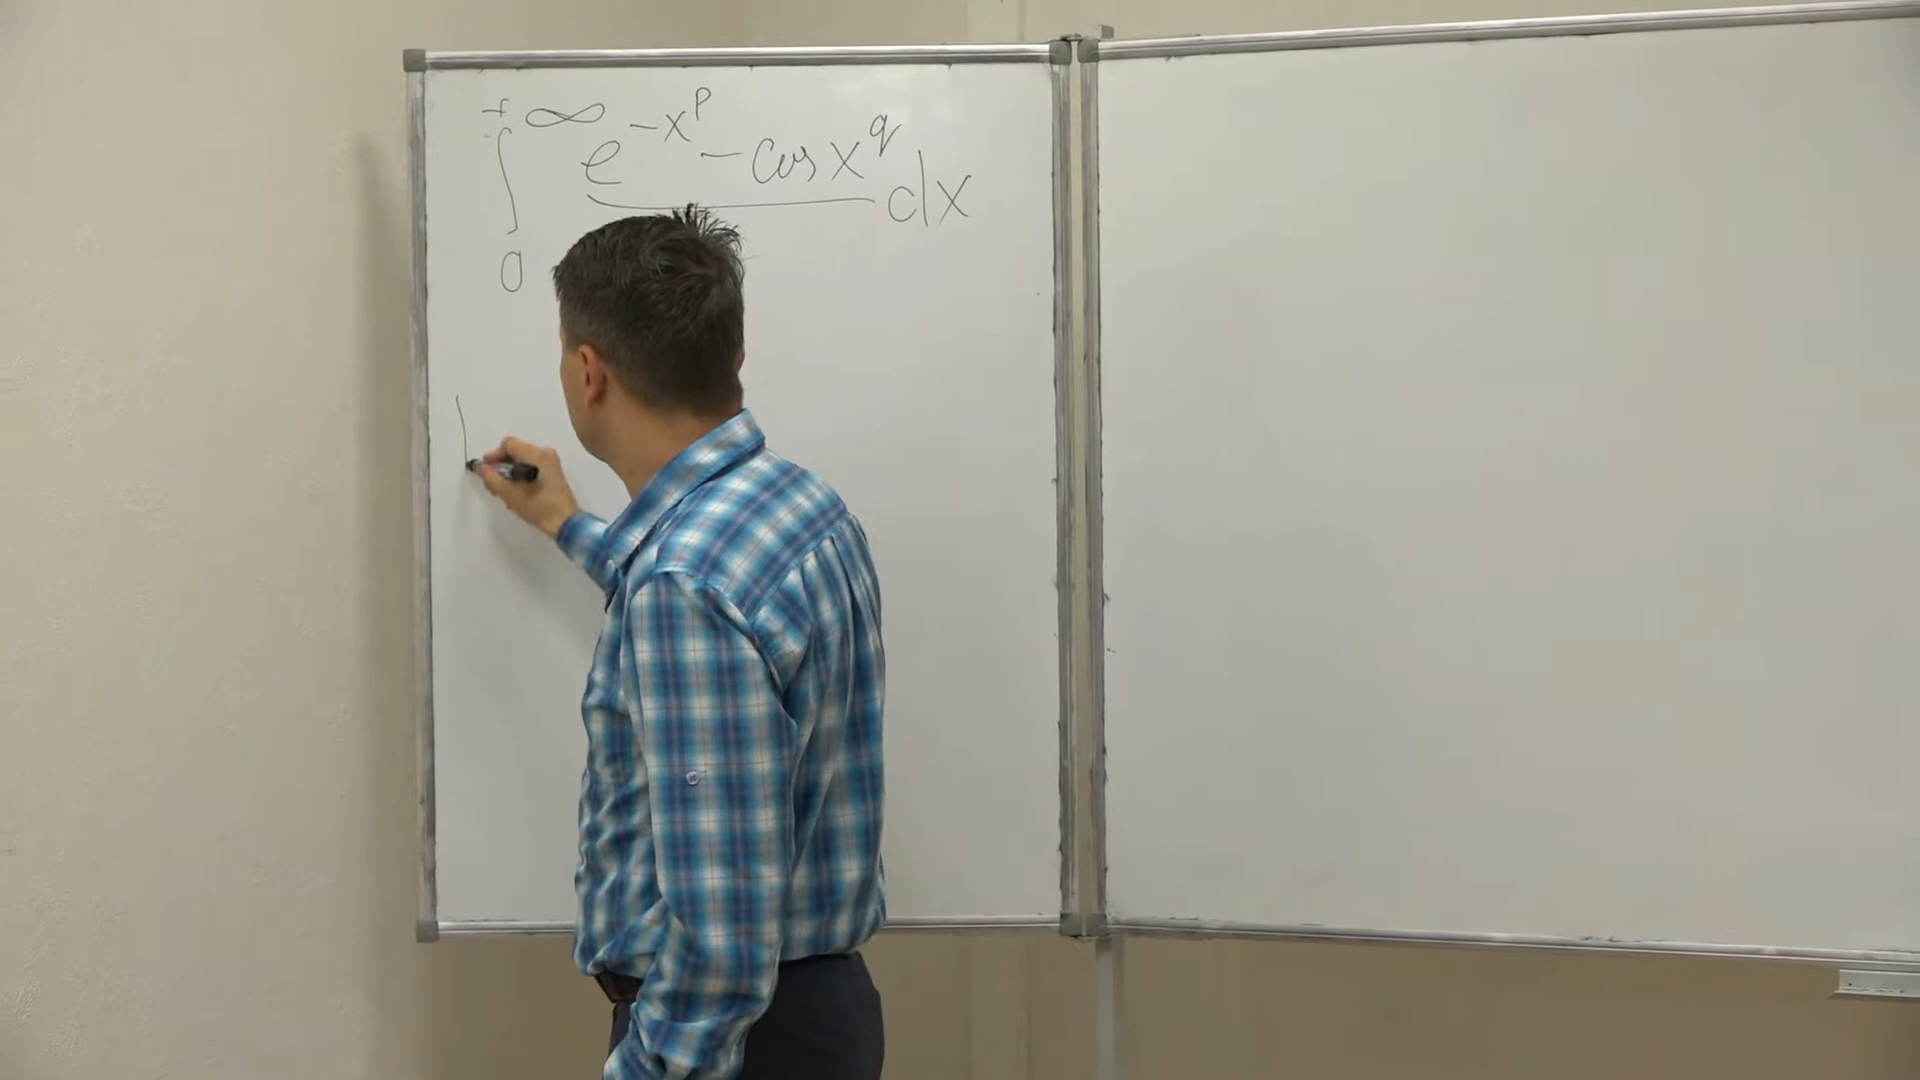 ∫₀^{+∞} (e^{-x^p} - cos x^q) dx